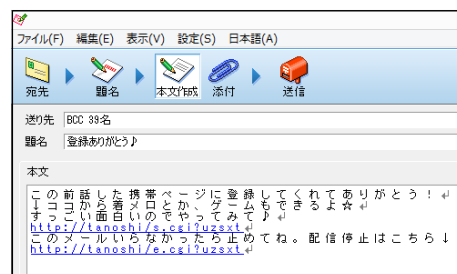 ファイル(F) 編集(E) 表示(V) 設定(S) 日本語(A)
宛先 題名 本文作成 添付 送信
送り先 BCC 39名
題名 登録ありがとう♪
本文
この前話した携帯ページに登録してくれてありがとう!↵
↓ココから着メロとか、ゲームもできるよ☆↵
すっごい面白いのでやってみて♪↵
http://tanoshi/s.cgi?uzsxt↵
このメールいらなかったら止めてね。配信停止はこちら↓
http://tanoshi/e.cgi?uzsxt↵